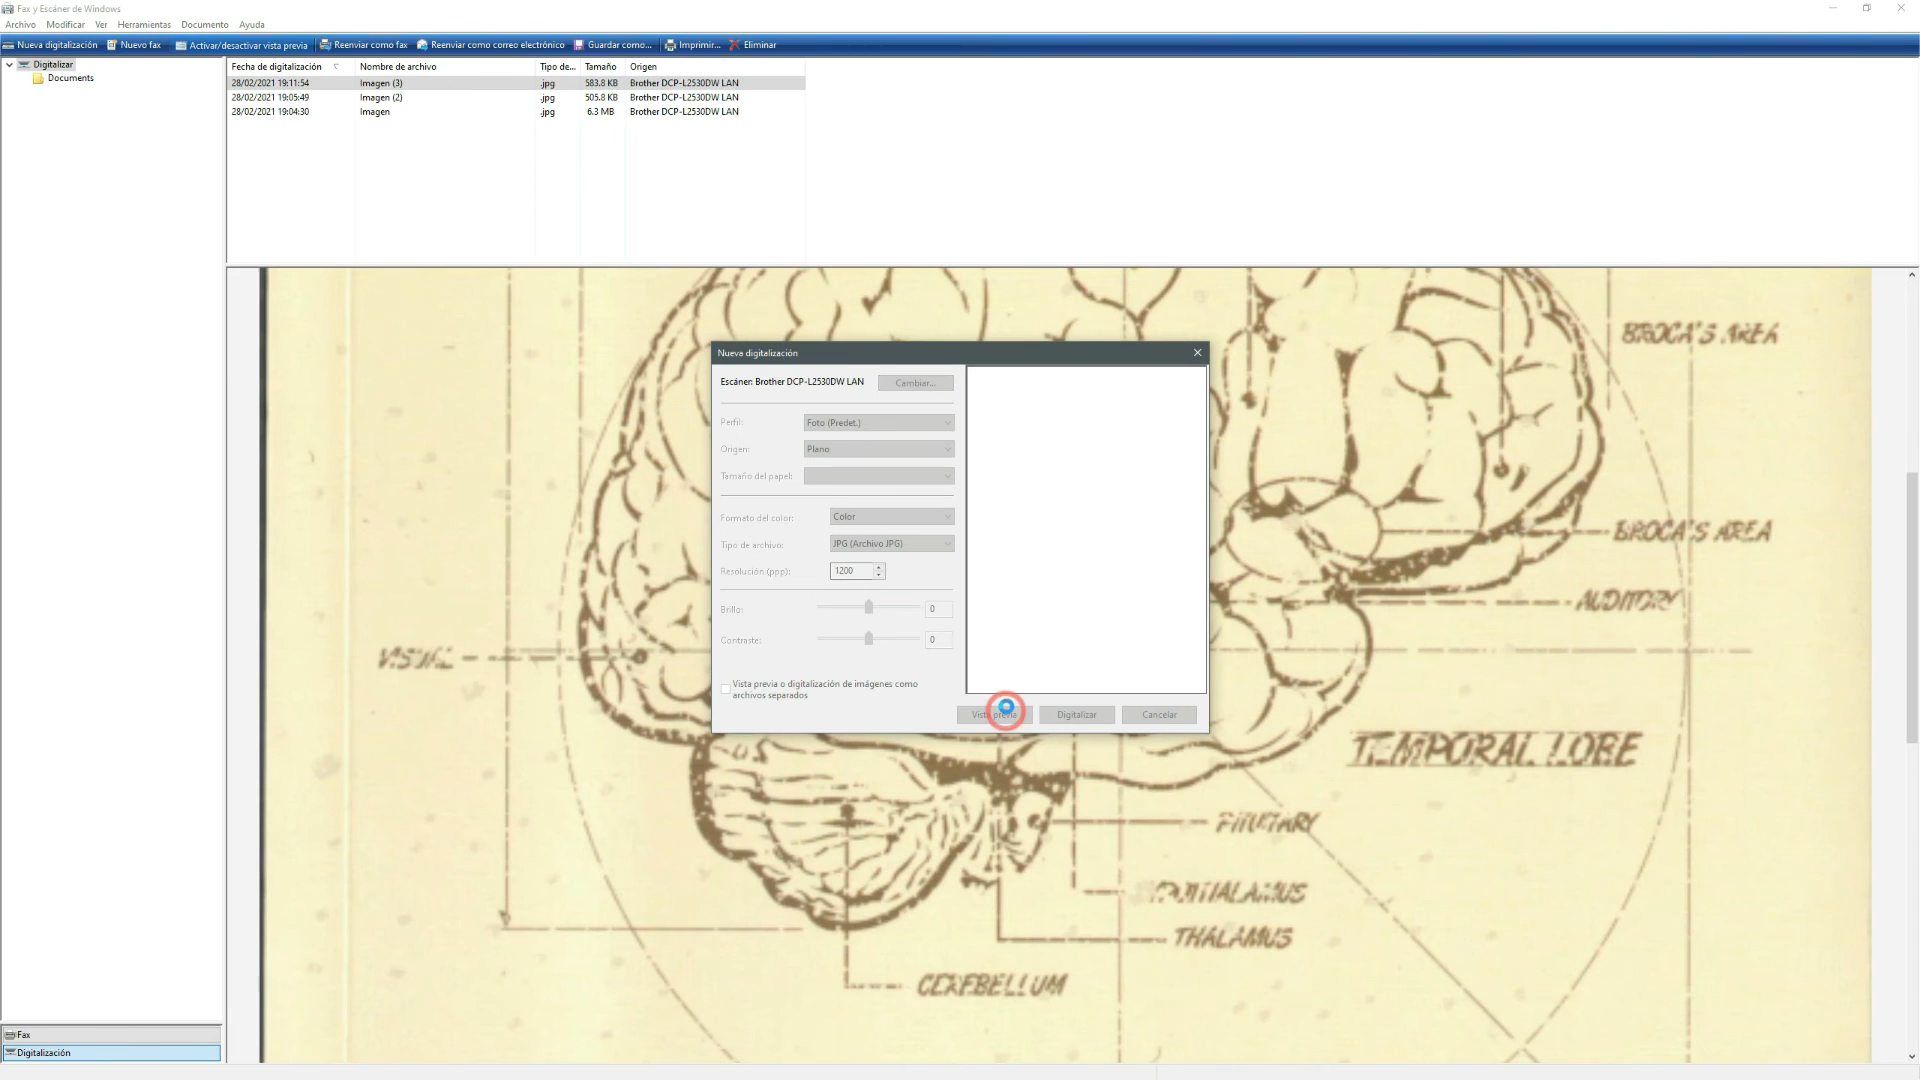 Fax y Escáner de Windows
Archivo Modificar Ver Herramientas Documento Ayuda
Nueva digitalización Nuevo fax Activar/desactivar vista previa Reenviar como fax Reenviar como correo electrónico Guardar como... Imprimir... Eliminar
Digitalizar
Documents
Fecha de digitalización Nombre de archivo Tipo de... Tamaño Origen
28/02/2021 19:11:54 Imagen (3) .jpg 583.8 KB Brother DCP-L2530DW LAN
28/02/2021 19:05:49 Imagen (2) .jpg 505.8 KB Brother DCP-L2530DW LAN
28/02/2021 19:04:30 Imagen .jpg 6.3 MB Brother DCP-L2530DW LAN
BROCA'S AREA
Nueva digitalización
Escáner: Brother DCP-L2530DW LAN Cambiar...
Perfil: Foto (Predet.)
Origen: Plano
Tamaño del papel:
Formato del color: Color
Tipo de archivo: JPG (Archivo JPG)
Resolución (ppp): 1200
Brillo: 0
Contraste: 0
Vista previa o digitalización de imágenes como
archivos separados
Vista previa Digitalizar Cancelar
BROCA'S AREA
AUDITORY
VISUAL
TEMPORAL LOBE
PITUITARY
THALAMUS
CEREBELLUM
Fax
Digitalización